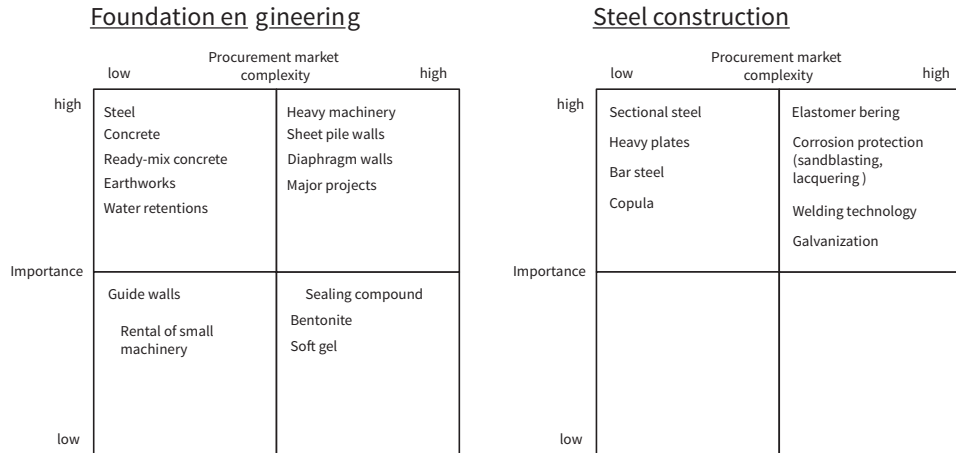 Foundation en gineering
Procurement market
complexity
low
high
high
Importance
low
Steel
Concrete
Ready-mix concrete
Earthworks
Water retentions
Heavy machinery
Sheet pile walls
Diaphragm walls
Major projects
Guide walls
Rental of small
machinery
Sealing compound
Bentonite
Soft gel
Steel construction
Procurement market
complexity
low
high
high
Importance
low
Sectional steel
Heavy plates
Bar steel
Copula
Elastomer bering
Corrosion protection
(sandblasting,
lacquering )
Welding technology
Galvanization